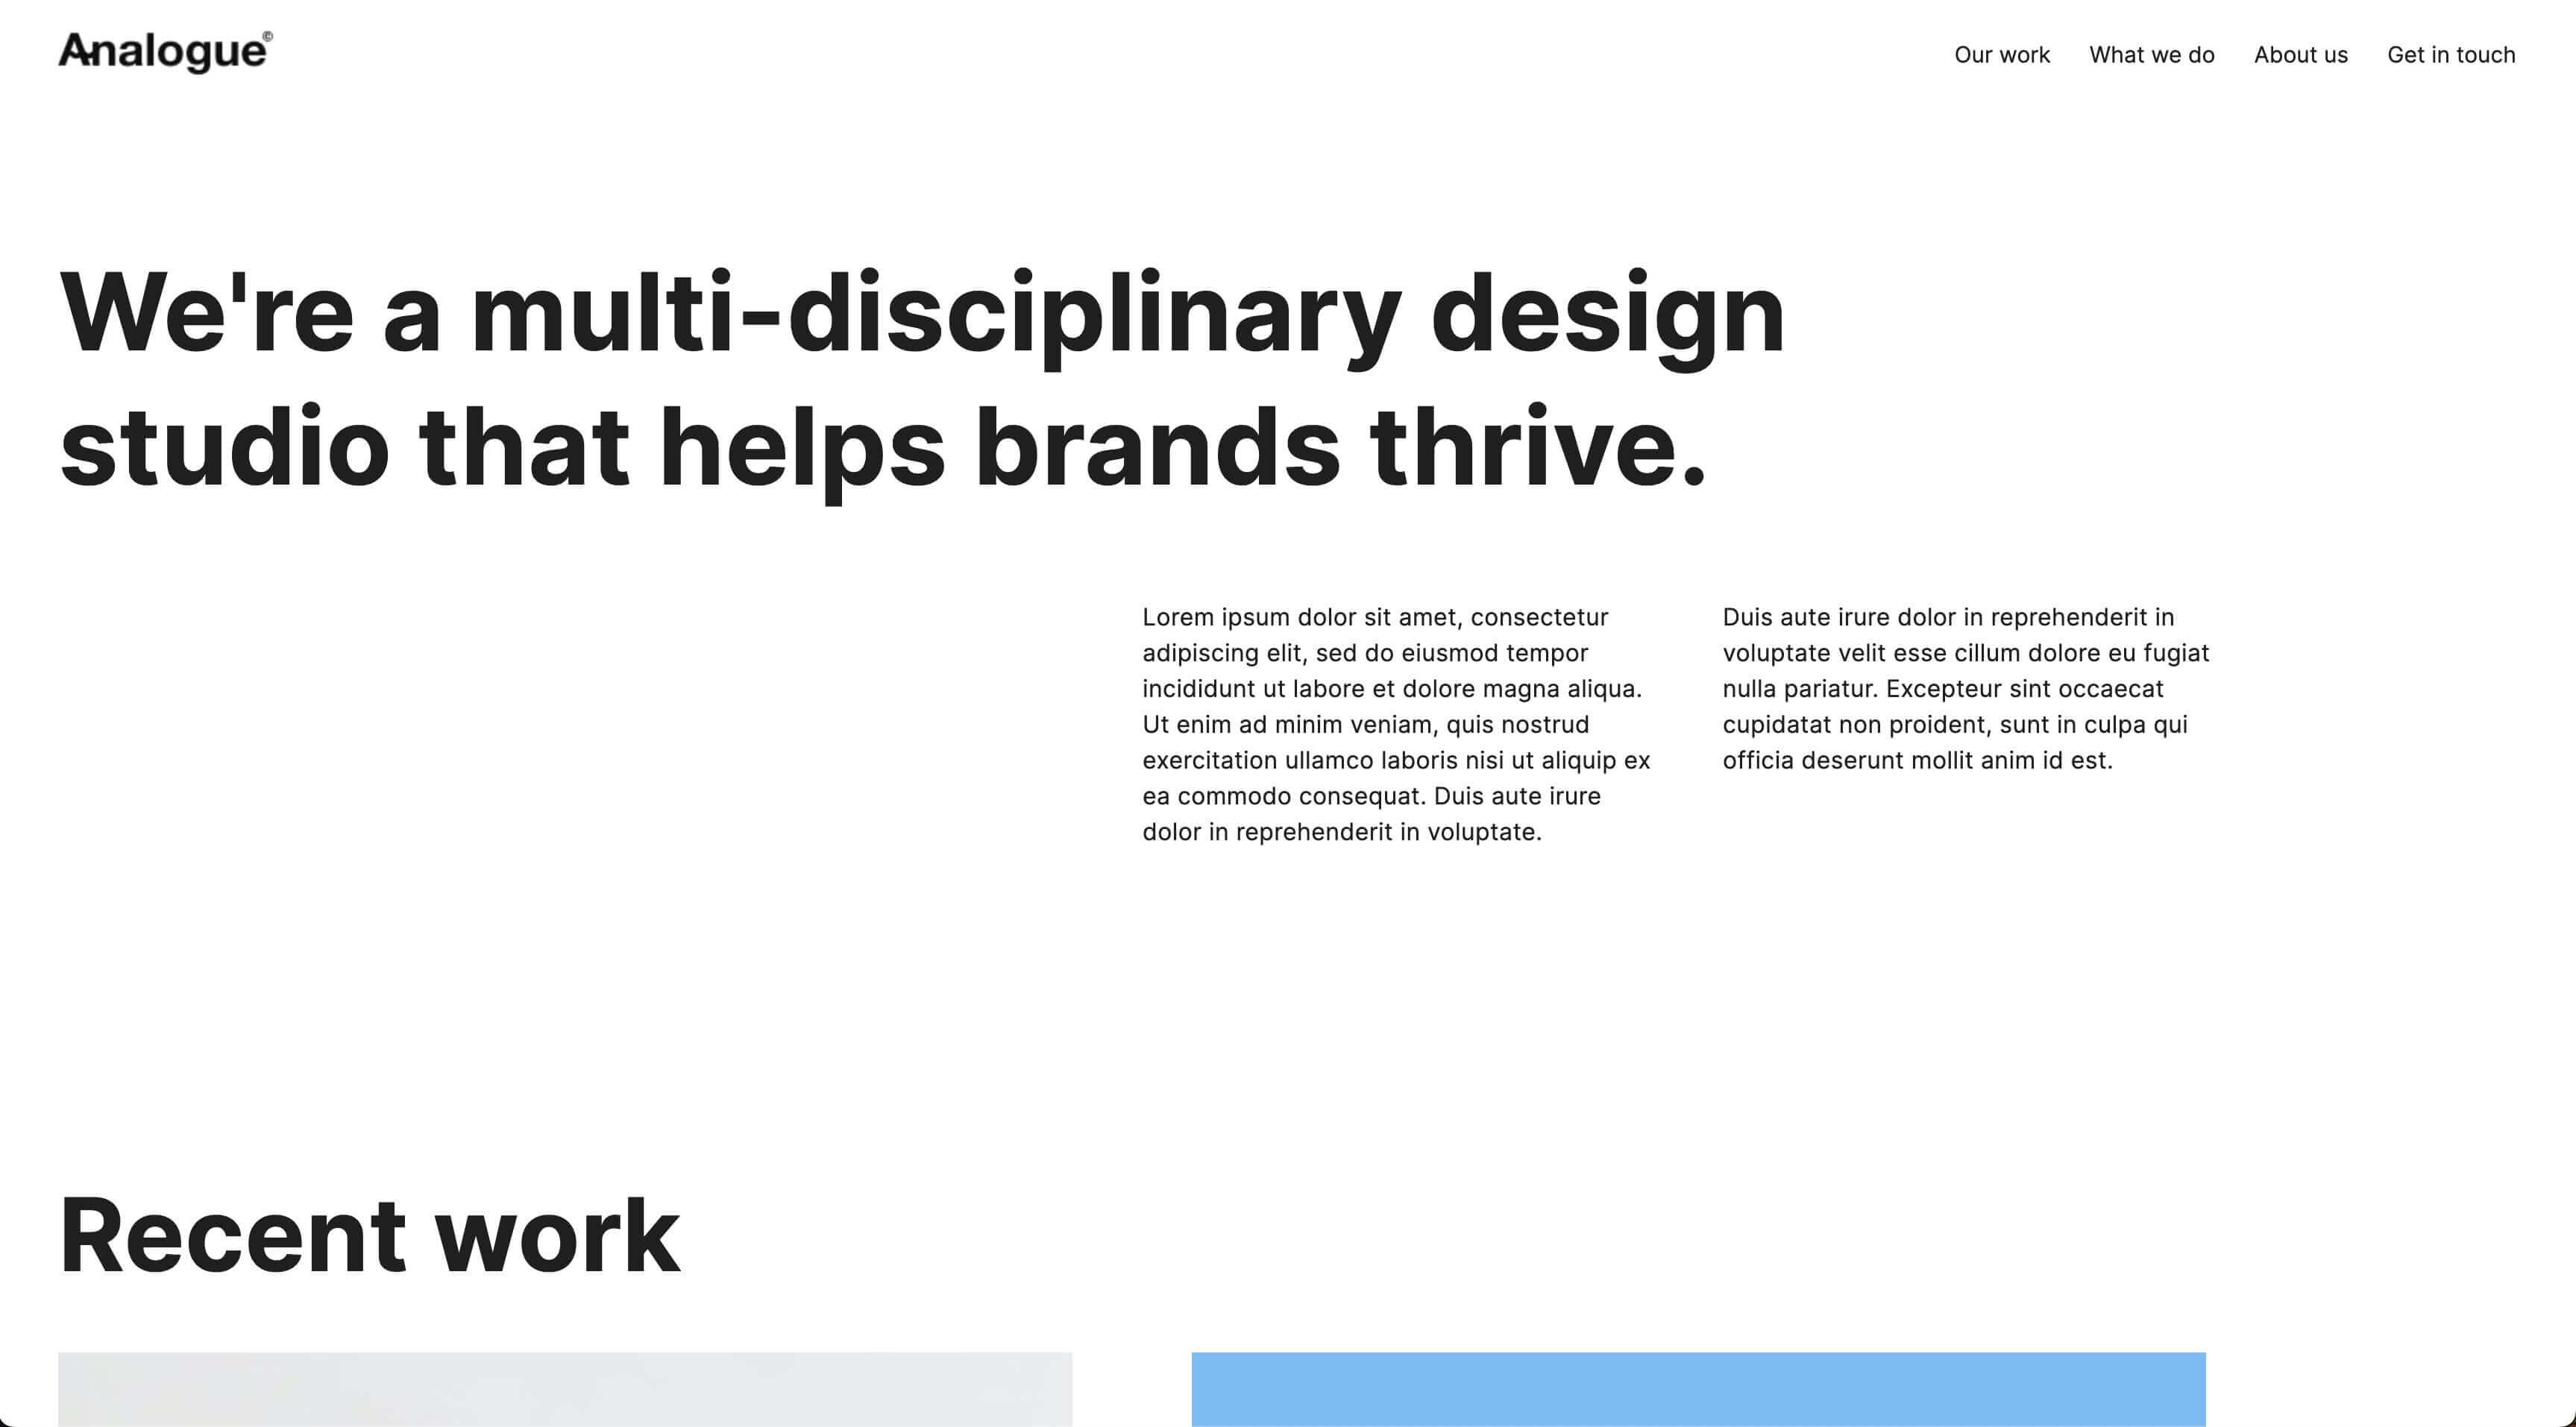 Analogue©
Our work
What we do
About us
Get in touch
We're a multi-disciplinary design
studio that helps brands thrive.
Lorem ipsum dolor sit amet, consectetur
adipiscing elit, sed do eiusmod tempor
incididunt ut labore et dolore magna aliqua.
Ut enim ad minim veniam, quis nostrud
exercitation ullamco laboris nisi ut aliquip ex
ea commodo consequat. Duis aute irure
dolor in reprehenderit in voluptate.
Duis aute irure dolor in reprehenderit in
voluptate velit esse cillum dolore eu fugiat
nulla pariatur. Excepteur sint occaecat
cupidatat non proident, sunt in culpa qui
officia deserunt mollit anim id est.
Recent work